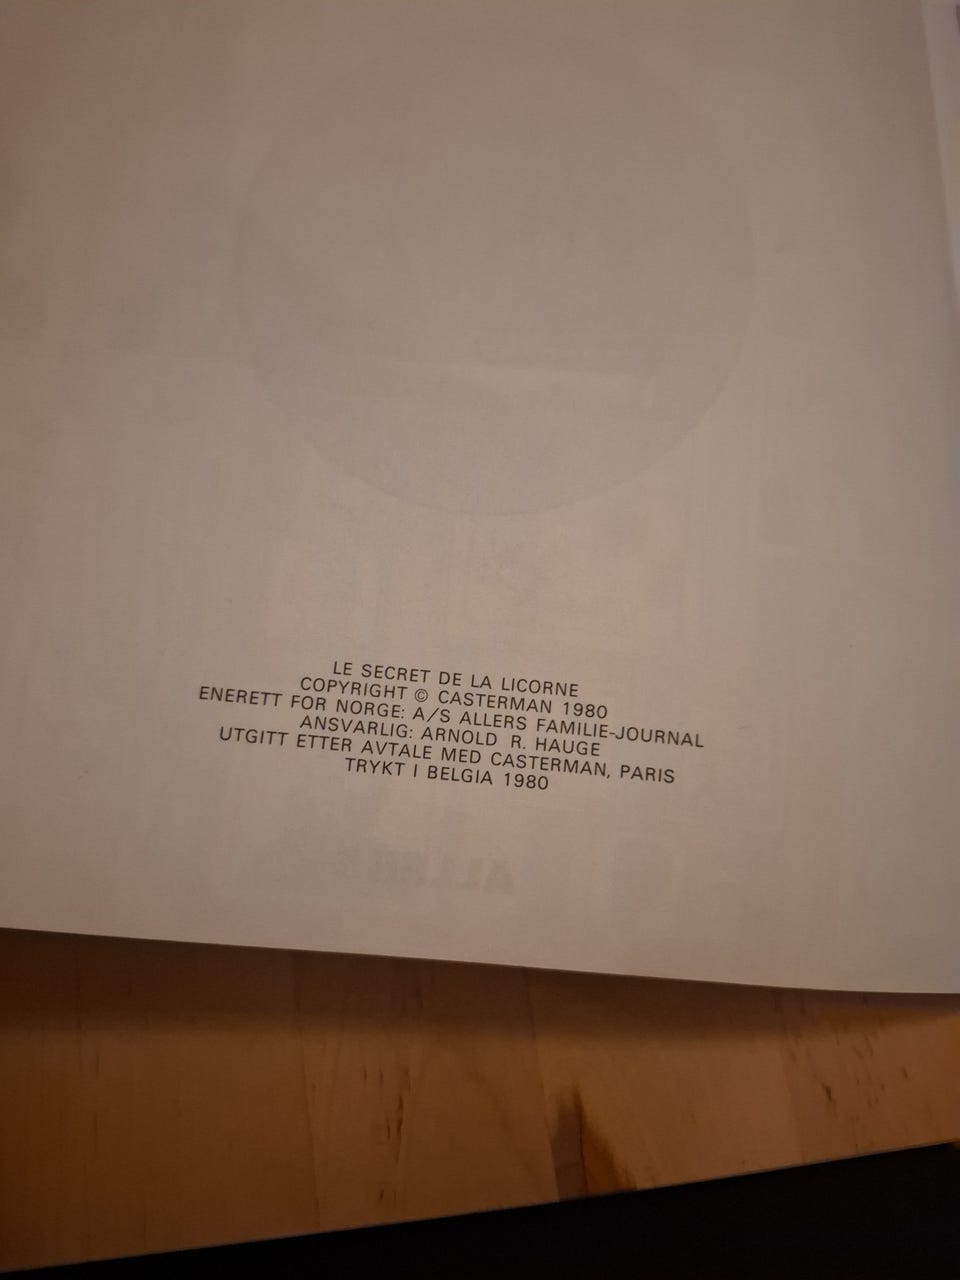 LE SECRET DE LA LICORNE
COPYRIGHT © CASTERMAN 1980
ENERETT FOR NORGE: A/S ALLERS FAMILIE-JOURNAL
ANSVARLIG: ARNOLD R. HAUGE
UTGITT ETTER AVTALE MED CASTERMAN, PARIS
TRYKT I BELGIA 1980